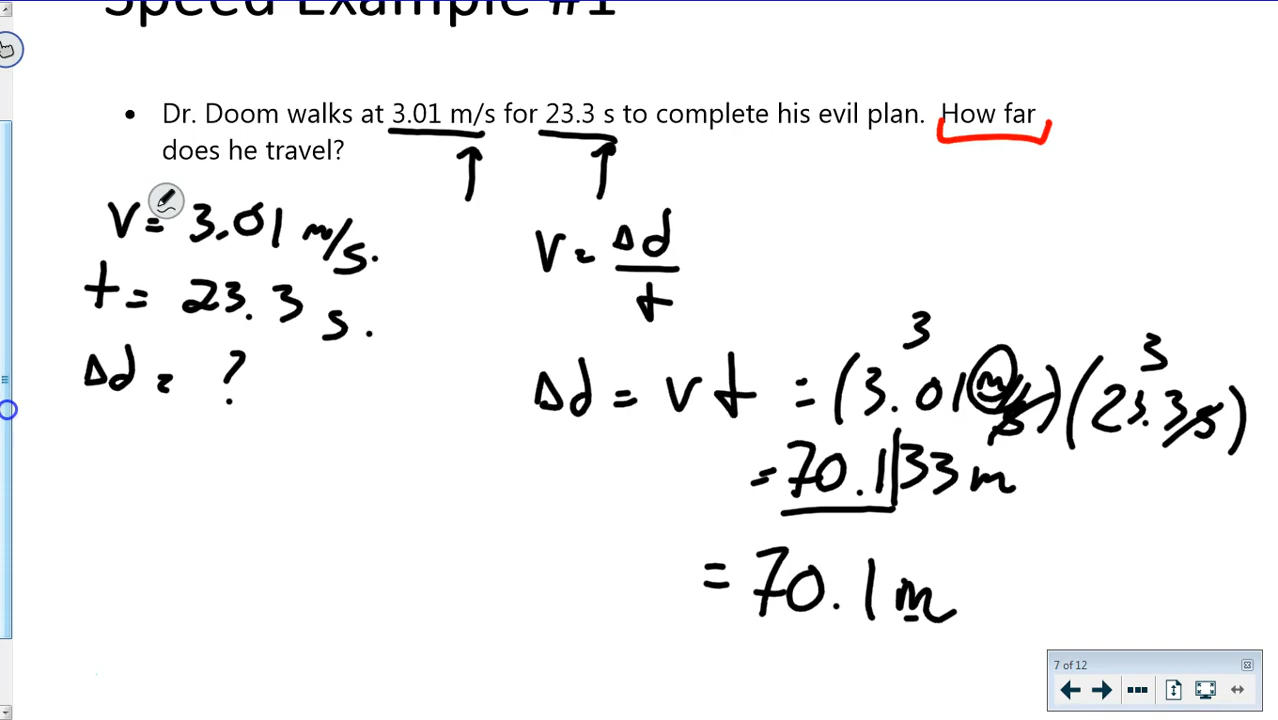 Speed Example #1
• Dr. Doom walks at 3.01 m/s for 23.3 s to complete his evil plan. How far
does he travel?
v = 3.01 m/s.
t = 23.3 s.
Δd = ?
v = Δd
t
3 3
Δd = vt = (3.01 m/s)(23.3 s)
= 70.1|33 m
= 70.1 m
7 of 12